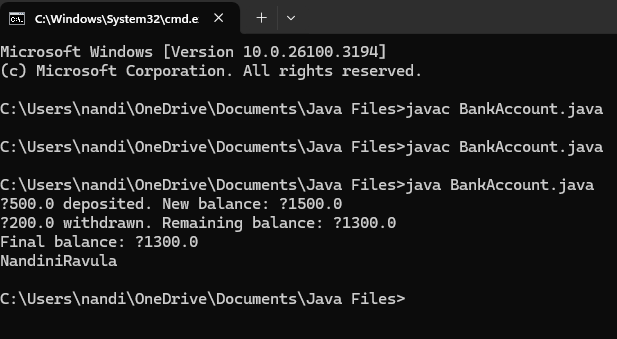 C:\Windows\System32\cmd.e
Microsoft Windows [Version 10.0.26100.3194]
(c) Microsoft Corporation. All rights reserved.
C:\Users\nandi\OneDrive\Documents\Java Files>javac BankAccount.java
C:\Users\nandi\OneDrive\Documents\Java Files>javac BankAccount.java
C:\Users\nandi\OneDrive\Documents\Java Files>java BankAccount.java
?500.0 deposited. New balance: ?1500.0
?200.0 withdrawn. Remaining balance: ?1300.0
Final balance: ?1300.0
NandiniRavula
C:\Users\nandi\OneDrive\Documents\Java Files>